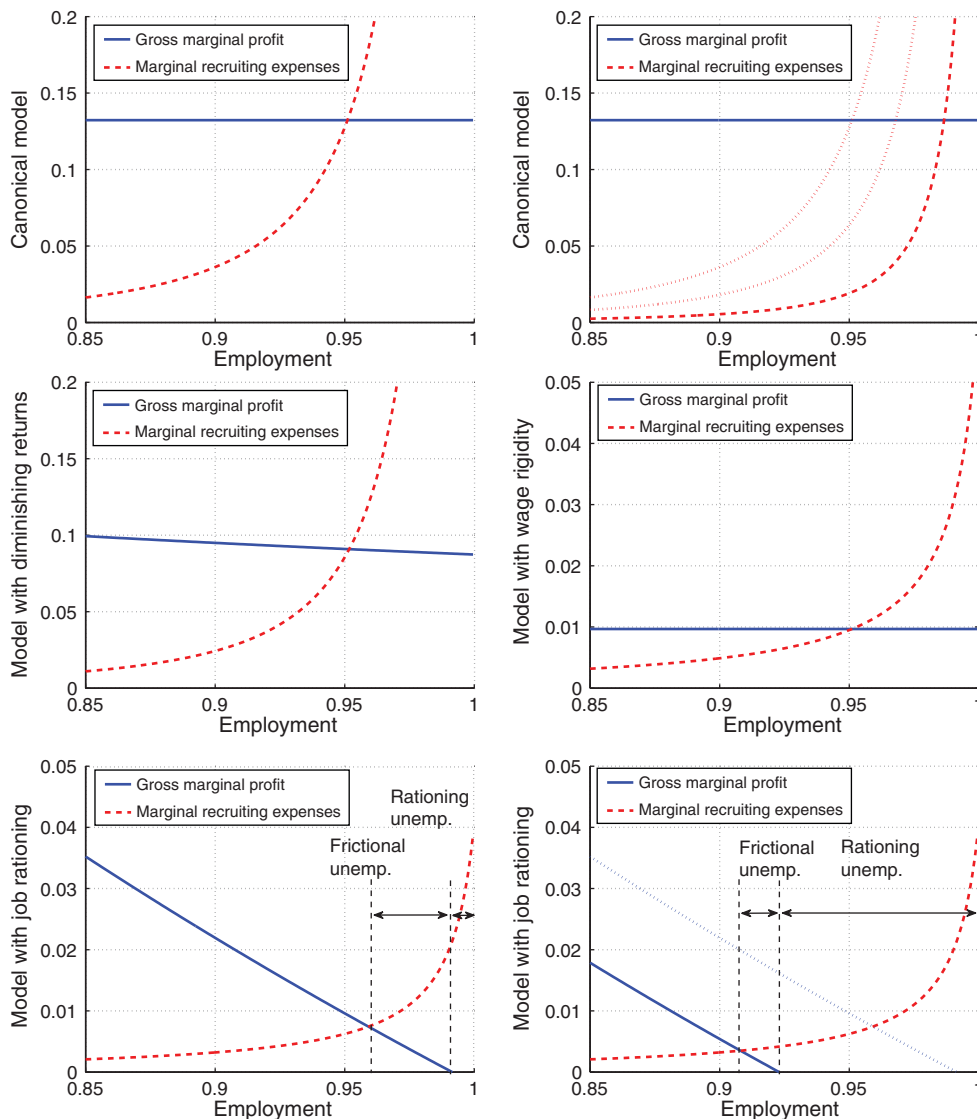 Canonical model
0.2
0.15
0.1
0.05
0
Gross marginal profit
Marginal recruiting expenses
0.85
0.9
0.95
1
Employment
Canonical model
0.2
0.15
0.1
0.05
0
Gross marginal profit
Marginal recruiting expenses
0.85
0.9
0.95
1
Employment
Model with diminishing returns
0.2
0.15
0.1
0.05
0
Gross marginal profit
Marginal recruiting expenses
0.85
0.9
0.95
1
Employment
Model with wage rigidity
0.05
0.04
0.03
0.02
0.01
0
Gross marginal profit
Marginal recruiting expenses
0.85
0.9
0.95
1
Employment
Model with job rationing
0.05
0.04
0.03
0.02
0.01
0
Gross marginal profit
Marginal recruiting expenses
Rationing
unemp.
Frictional
unemp.
0.85
0.9
0.95
1
Employment
Model with job rationing
0.05
0.04
0.03
0.02
0.01
0
Gross marginal profit
Marginal recruiting expenses
Frictional
unemp.
Rationing
unemp.
0.85
0.9
0.95
1
Employment